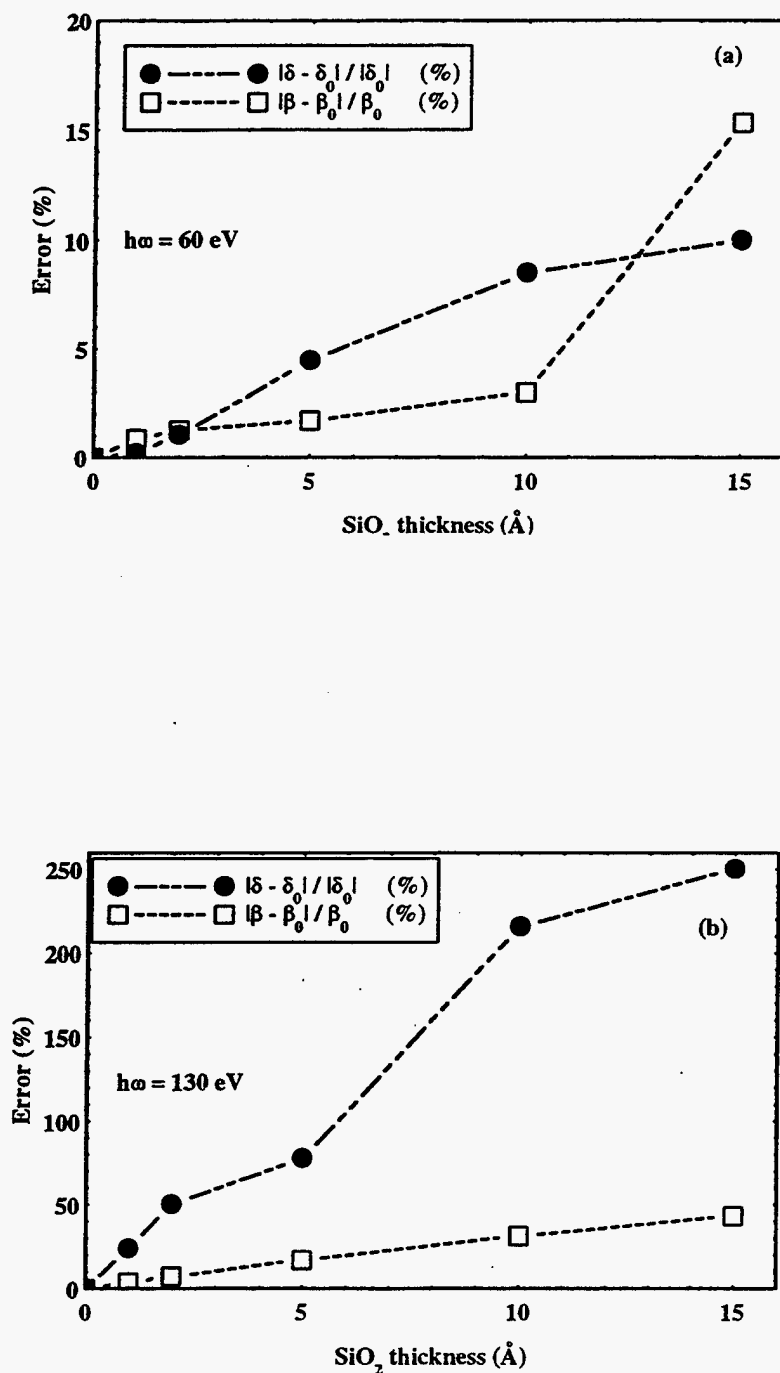 20
(a)
|δ - δ₀| / |δ₀| (%)
|β - β₀| / β₀ (%)
15
Error (%)
hω = 60 eV
10
5
0
0 5 10 15
SiO₂ thickness (Å)
250
|δ - δ₀| / |δ₀| (%)
|β - β₀| / β₀ (%)
(b)
200
150
Error (%)
hω = 130 eV
100
50
0
0 5 10 15
SiO₂ thickness (Å)